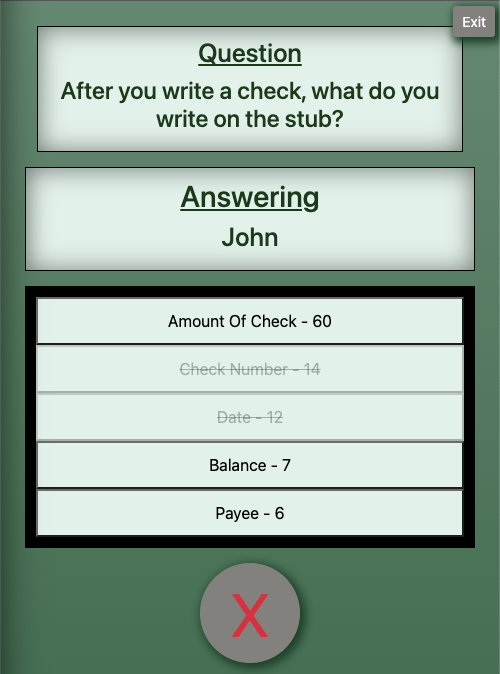 Exit
Question
After you write a check, what do you
write on the stub?
Answering
John
Amount Of Check - 60
Check Number - 14
Date - 12
Balance - 7
Payee - 6
X